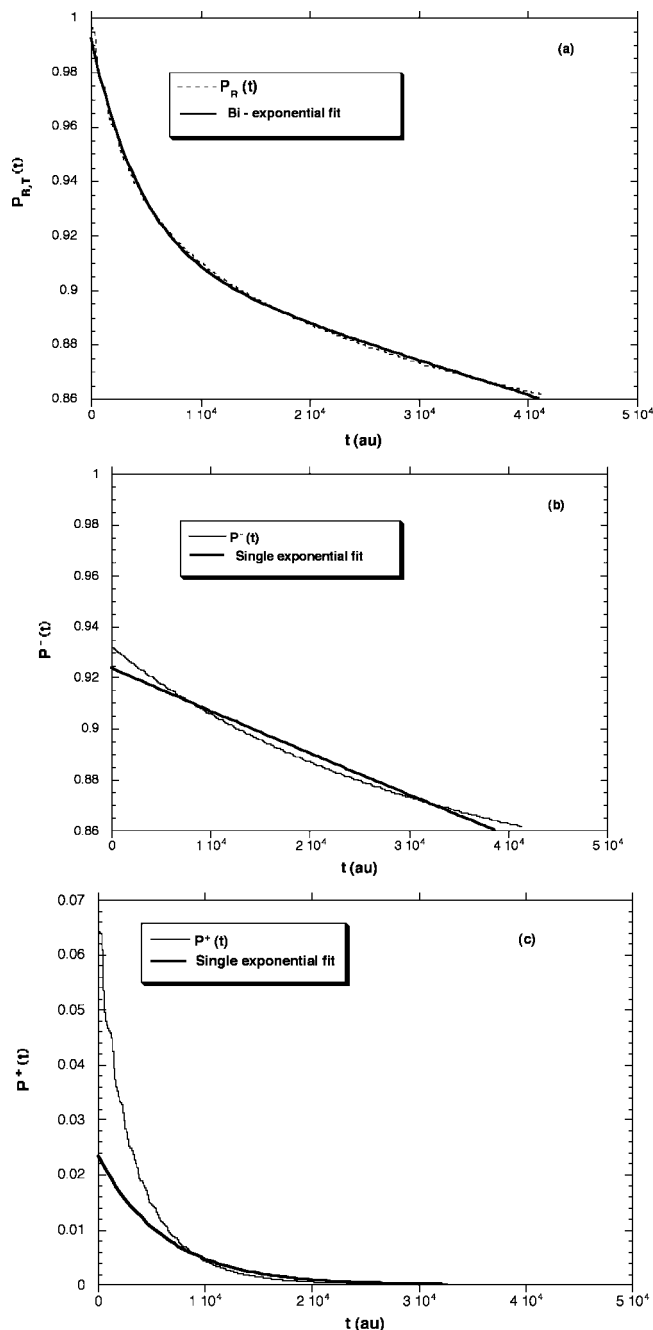 1
(a)
0.98
P_R (t)
Bi - exponential fit
0.96
P_R,T(t)
0.94
0.92
0.9
0.88
0.86
0
1 10^4
2 10^4
3 10^4
4 10^4
5 10^4
t (au)
1
(b)
0.98
P^-(t)
Single exponential fit
0.96
P^-(t)
0.94
0.92
0.9
0.88
0.86
0
1 10^4
2 10^4
3 10^4
4 10^4
5 10^4
t (au)
0.07
P^+ (t)
(c)
Single exponential fit
0.06
0.05
P^+(t)
0.04
0.03
0.02
0.01
0
0
1 10^4
2 10^4
3 10^4
4 10^4
5 10^4
t (au)